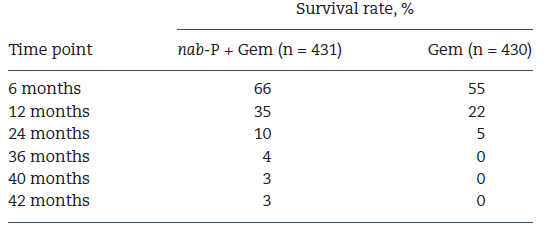 Survival rate, %
Time point nab-P + Gem (n = 431) Gem (n = 430)
6 months 66 55
12 months 35 22
24 months 10 5
36 months 4 0
40 months 3 0
42 months 3 0